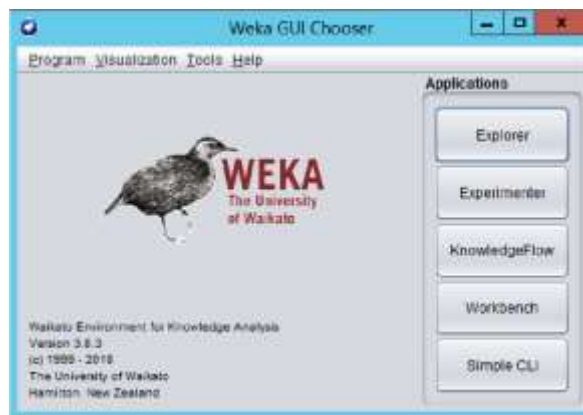 Weka GUI Chooser
Program Visualization Tools Help
Applications
Explorer
Experimenter
KnowledgeFlow
Workbench
Simple CLI
WEKA
The University
of Waikato
Waikato Environment for Knowledge Analysis
Version 3.8.3
(c) 1999 - 2018
The University of Waikato
Hamilton, New Zealand